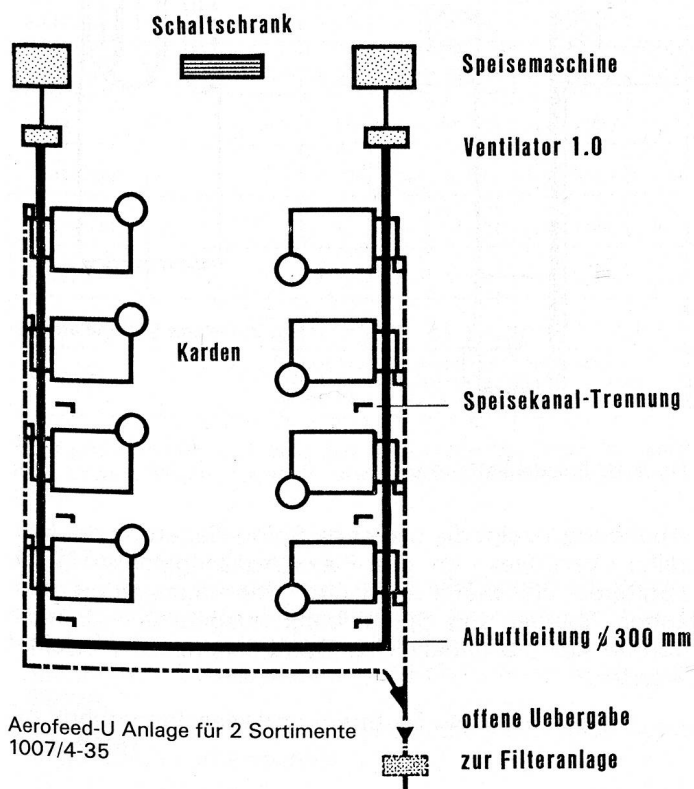 Schaltschrank
Speisemaschine
Ventilator 1.0
Karden
Speisekanal-Trennung
Abluftleitung ⌀ 300 mm
offene Uebergabe
zur Filteranlage
Aerofeed-U Anlage für 2 Sortimente
1007/4-35